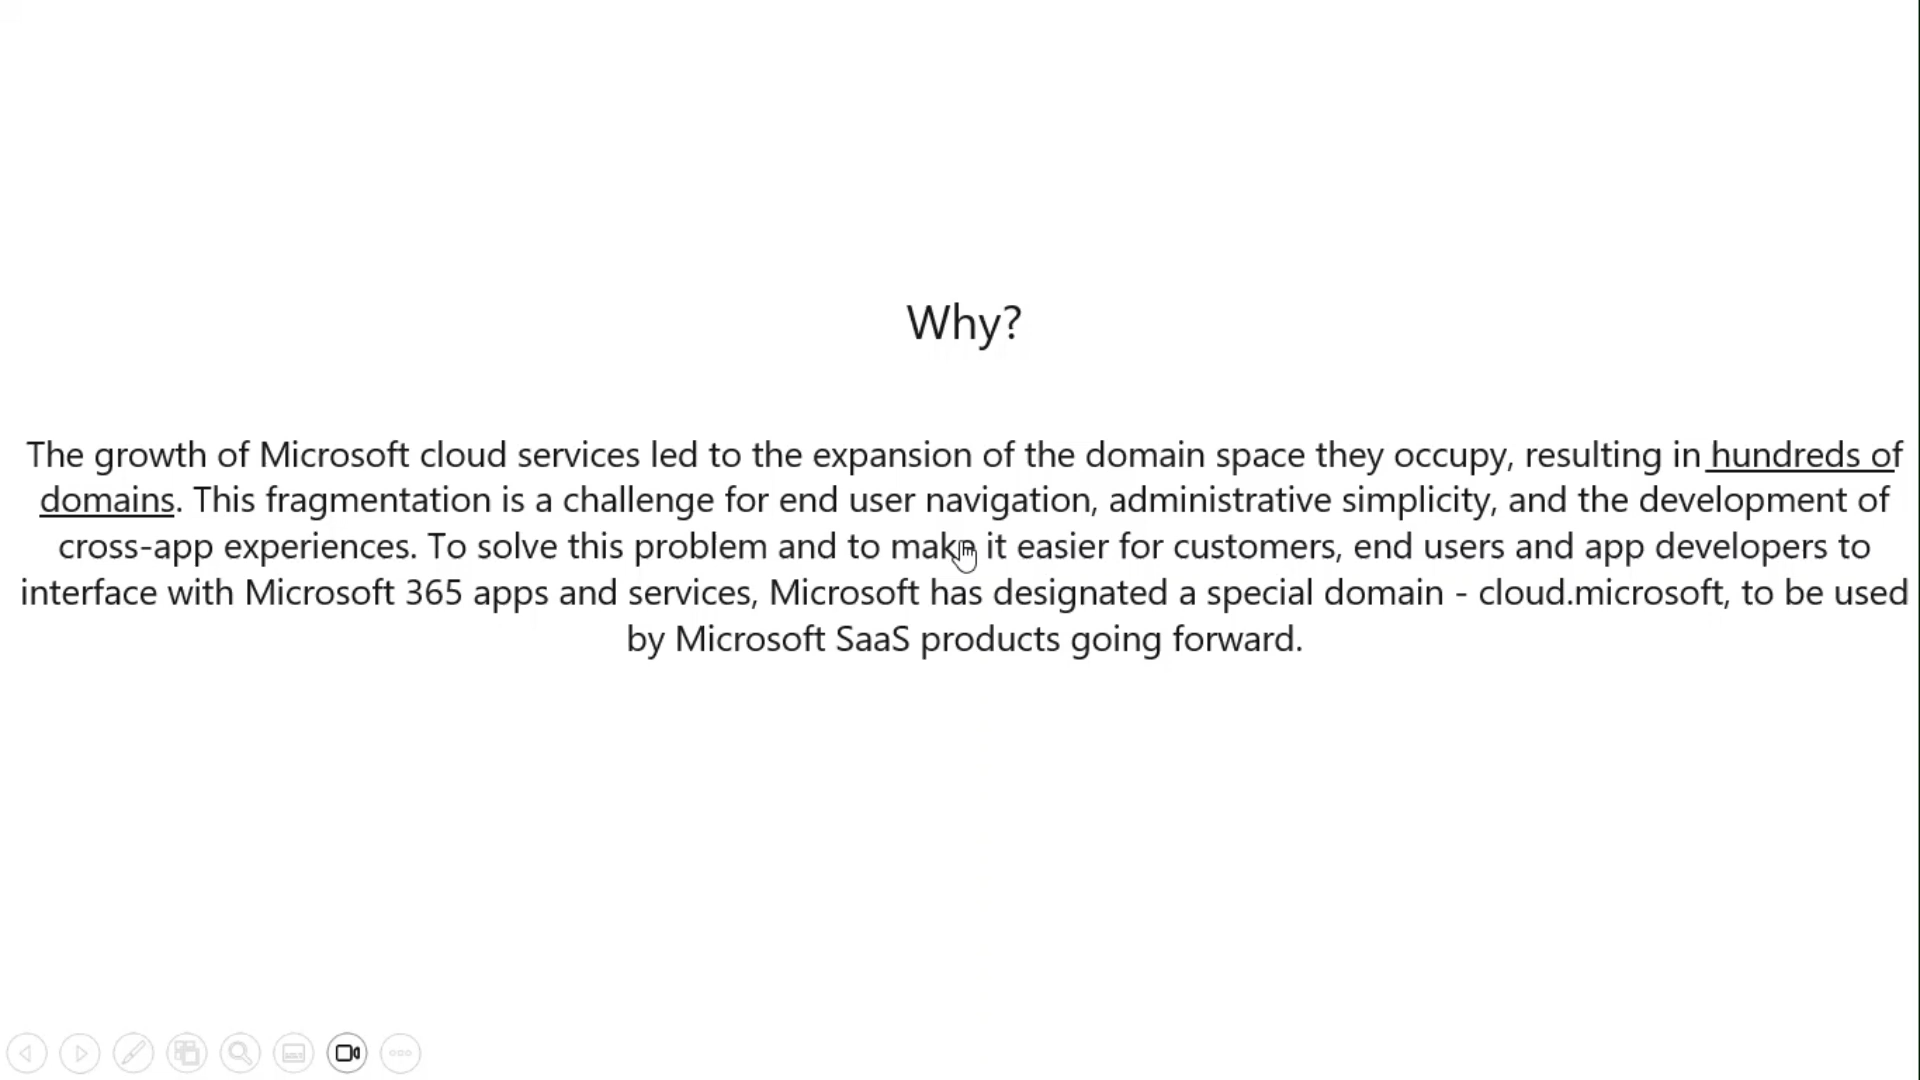 Why?
The growth of Microsoft cloud services led to the expansion of the domain space they occupy, resulting in hundreds of
domains. This fragmentation is a challenge for end user navigation, administrative simplicity, and the development of
cross-app experiences. To solve this problem and to make it easier for customers, end users and app developers to
interface with Microsoft 365 apps and services, Microsoft has designated a special domain - cloud.microsoft, to be used
by Microsoft SaaS products going forward.